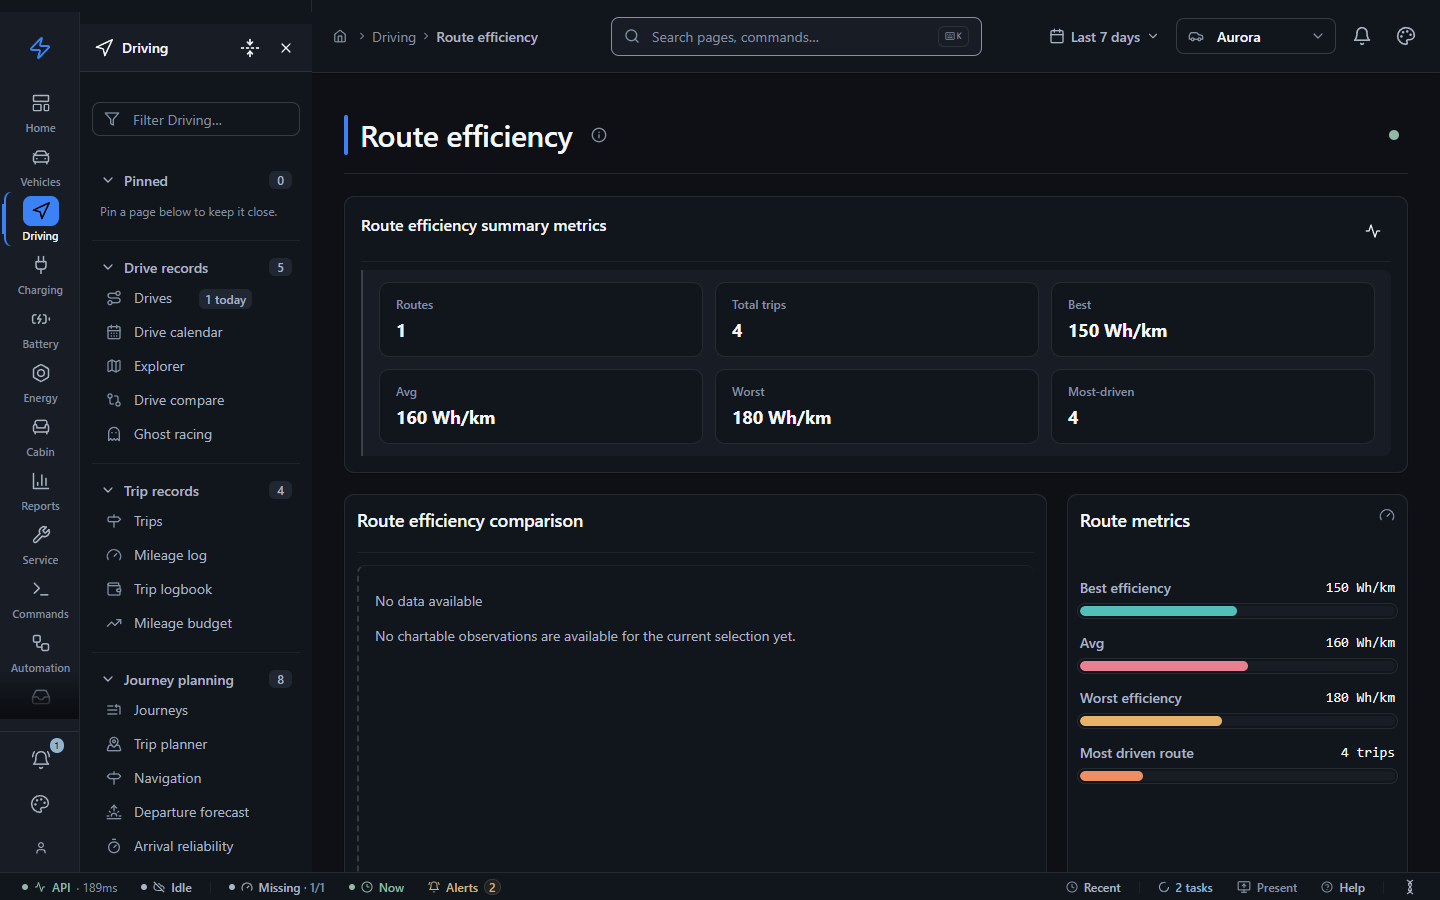 Driving
Driving
Route efficiency
Search pages, commands...
K
Last 7 days
Aurora
Home
Vehicles
Driving
Charging
Battery
Energy
Cabin
Reports
Service
Commands
Automation
1
Filter Driving...
Pinned
0
Pin a page below to keep it close.
Drive records
5
Drives
1 today
Drive calendar
Explorer
Drive compare
Ghost racing
Trip records
4
Trips
Mileage log
Trip logbook
Mileage budget
Journey planning
8
Journeys
Trip planner
Navigation
Departure forecast
Arrival reliability
Route efficiency
Route efficiency summary metrics
Routes
1
Total trips
4
Best
150 Wh/km
Avg
160 Wh/km
Worst
180 Wh/km
Most-driven
4
Route efficiency comparison
No data available
No chartable observations are available for the current selection yet.
Route metrics
Best efficiency
150 Wh/km
Avg
160 Wh/km
Worst efficiency
180 Wh/km
Most driven route
4 trips
API · 189ms
Idle
Missing · 1/1
Now
Alerts 2
Recent
2 tasks
Present
Help